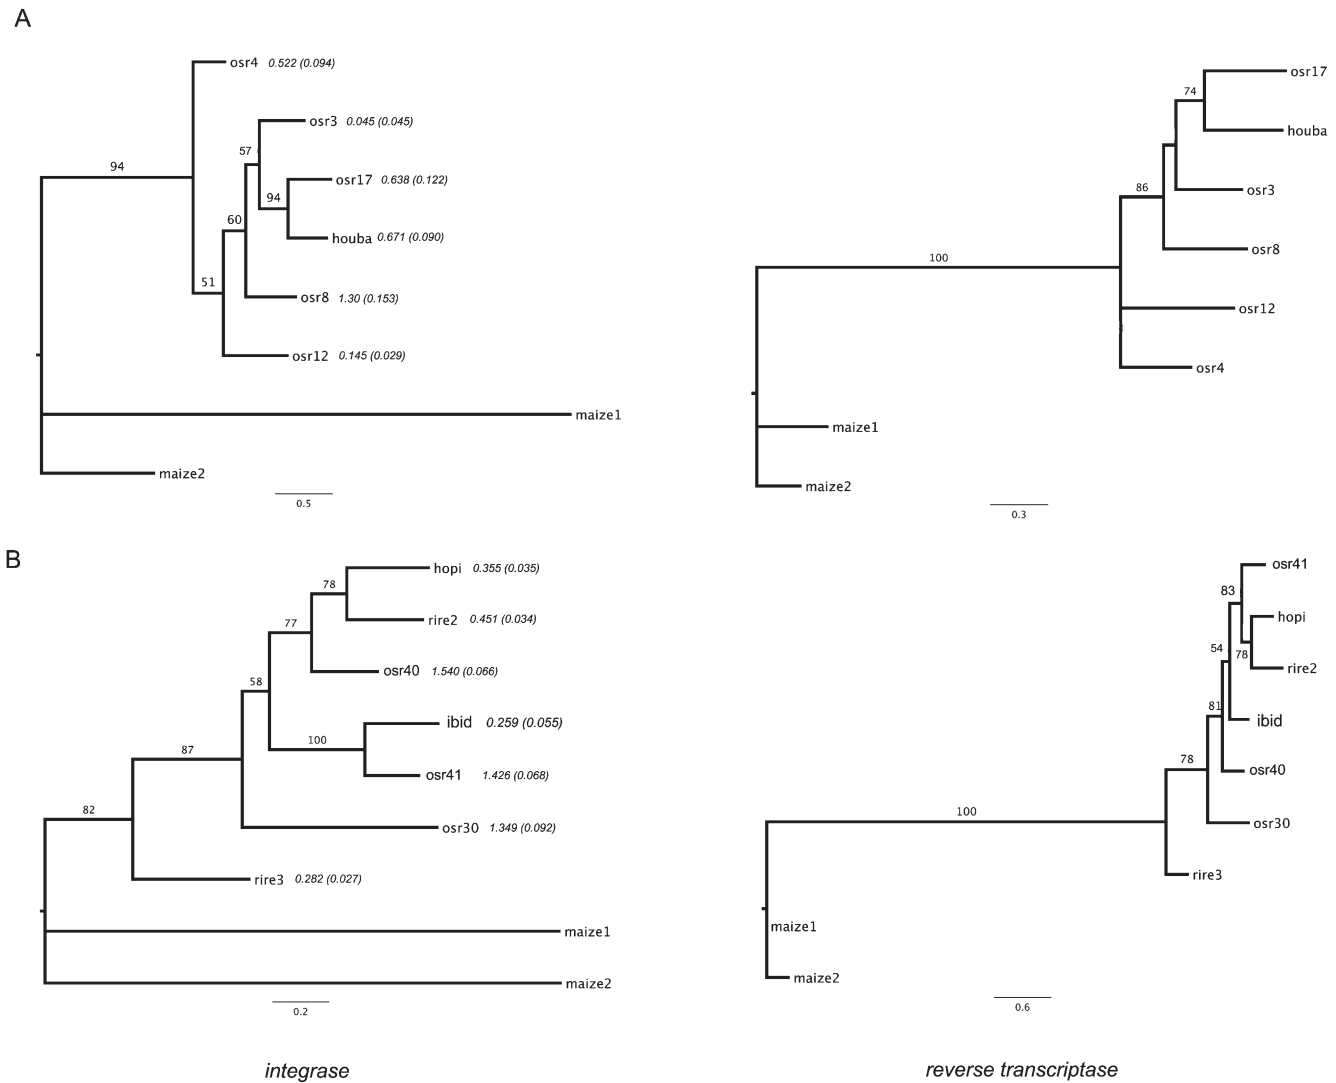 A
osr4 0.522 (0.094)
osr3 0.045 (0.045)
57
94
osr17 0.638 (0.122)
94
60
houba 0.671 (0.090)
51
osr8 1.30 (0.153)
osr12 0.145 (0.029)
maize1
maize2
0.5
osr17
74
houba
osr3
86
osr8
100
osr12
osr4
maize1
maize2
0.3
B
hopi 0.355 (0.035)
78
rire2 0.451 (0.034)
77
osr40 1.540 (0.066)
58
ibid 0.259 (0.055)
100
87
osr41 1.426 (0.068)
82
osr30 1.349 (0.092)
rire3 0.282 (0.027)
maize1
maize2
0.2
osr41
83
hopi
54
78
rire2
81
ibid
78
osr40
100
osr30
rire3
maize1
maize2
0.6
integrase
reverse transcriptase